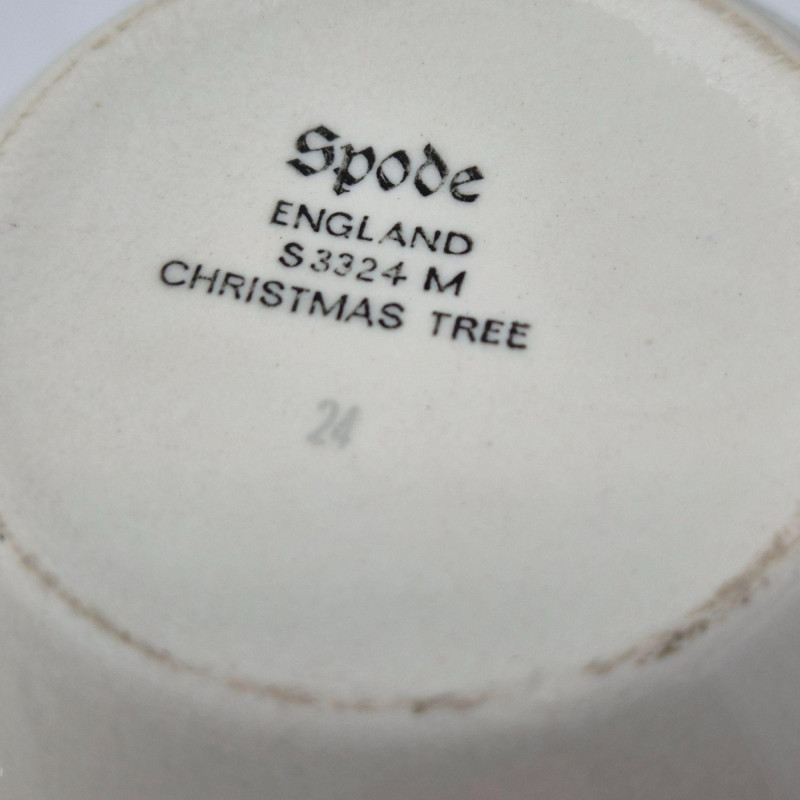 Spode
ENGLAND
S3324 M
CHRISTMAS TREE
24